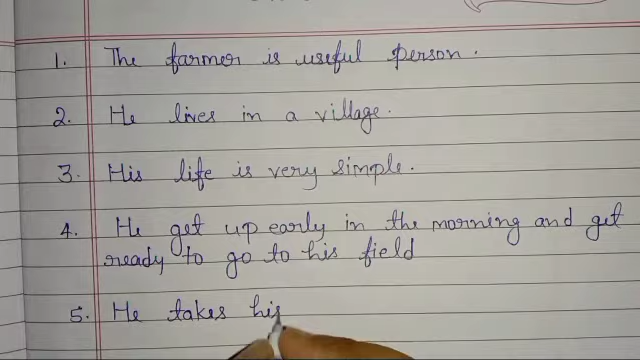 1. The farmer is useful person.
2. He lives in a village.
3. His life is very simple.
4. He get up early in the morning and get
ready to go to his field
5. He takes his